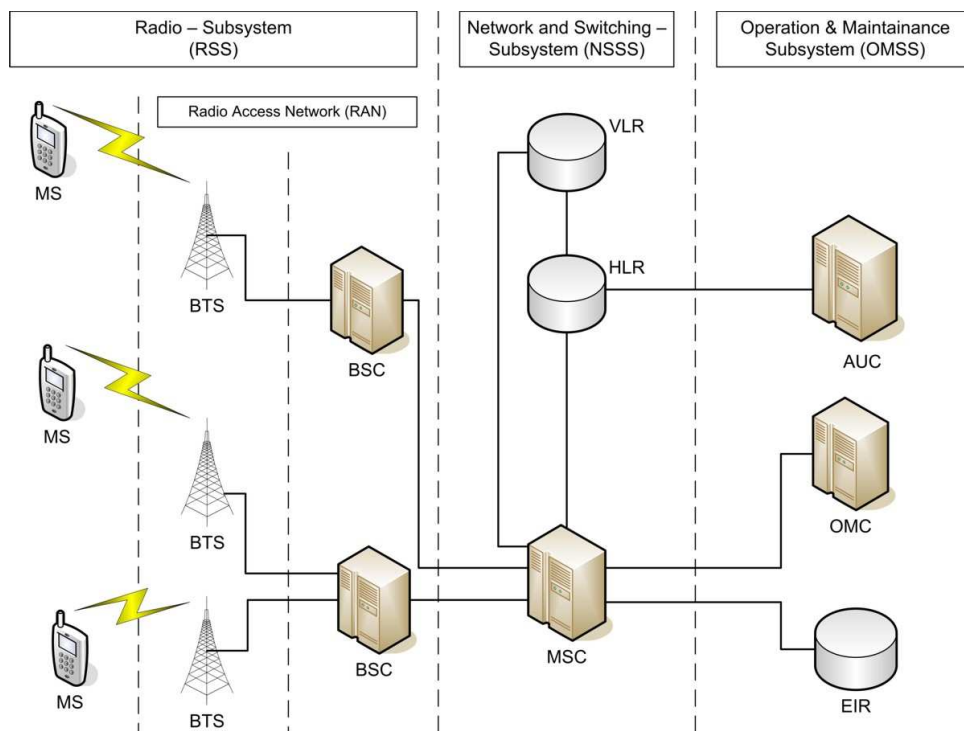 Radio – Subsystem
(RSS)
Network and Switching –
Subsystem (NSSS)
Operation & Maintainance
Subsystem (OMSS)
Radio Access Network (RAN)
MS
BTS
BSC
VLR
HLR
AUC
MS
BTS
OMC
MS
BTS
BSC
MSC
EIR